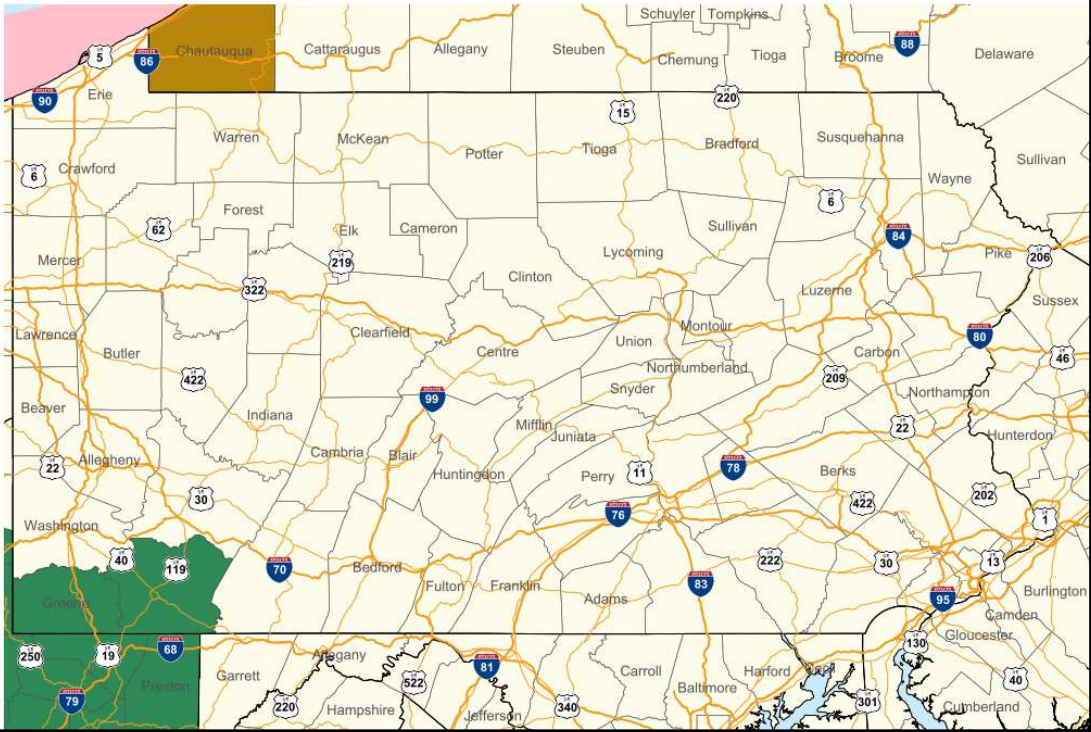 Schuyler Tompkins
5
86
Chautauqua
Cattaraugus
Allegany
Steuben
Chemung
Tioga
Broome
88
Delaware
90
Erie
15
220
Warren
McKean
Potter
Tioga
Bradford
Susquehanna
Sullivan
6
Crawford
Wayne
62
Forest
Elk
Cameron
Sullivan
6
84
Mercer
219
Lycoming
Pike
206
322
Clinton
Luzerne
Sussex
Lawrence
Butler
Clearfield
Centre
Union
Montour
Carbon
80
46
422
Northumberland
209
Beaver
Indiana
99
Snyder
Northampton
22
Mifflin
Juniata
Hunterdon
22
Allegheny
Cambria
Blair
Huntingdon
Perry
11
78
Berks
30
422
202
Washington
76
1
40
119
70
Bedford
222
30
13
Greene
Fulton
Franklin
Adams
83
95
Burlington
Camden
Gloucester
250
19
68
Allegany
130
79
Preston
Garrett
522
81
Carroll
Harford
Cecil
40
220
Hampshire
Jefferson
340
Baltimore
301
Cumberland